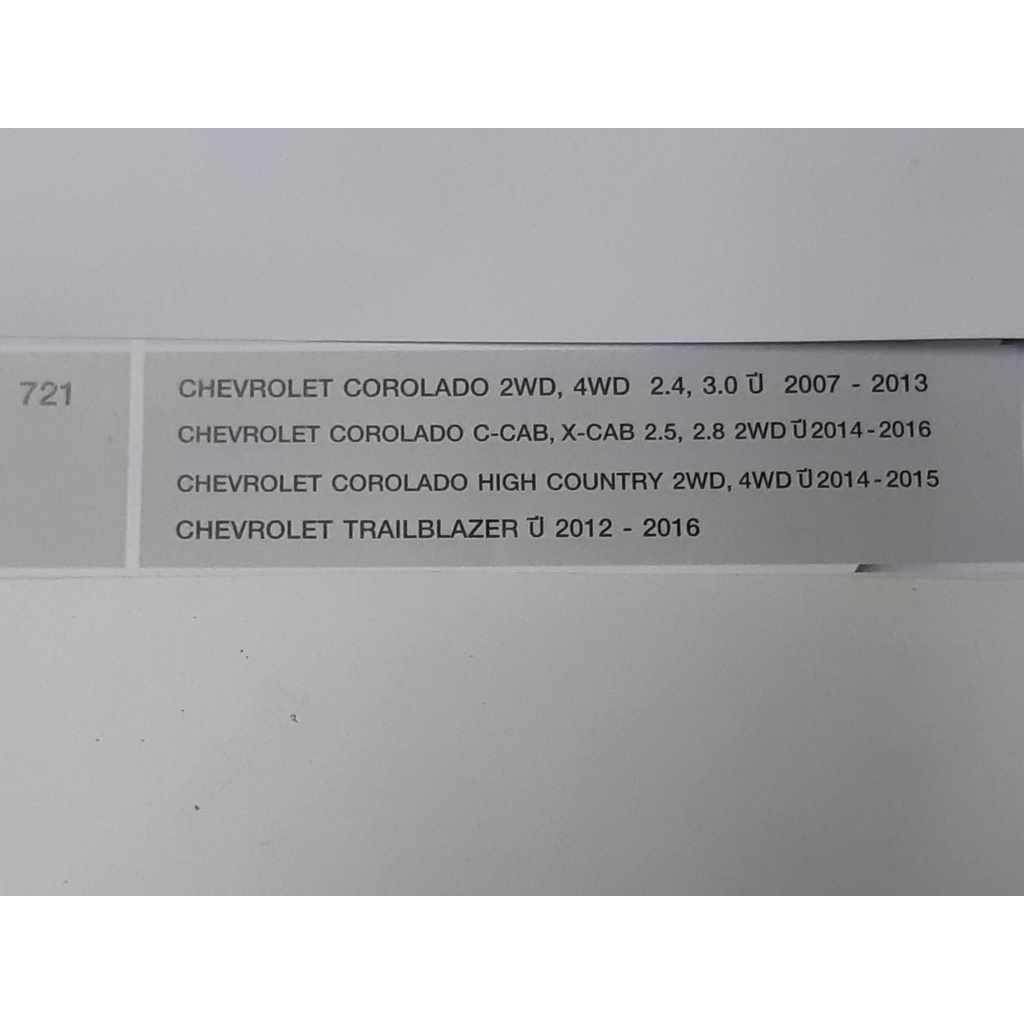 721
CHEVROLET COROLADO 2WD, 4WD 2.4, 3.0 ปี 2007 - 2013
CHEVROLET COROLADO C-CAB, X-CAB 2.5, 2.8 2WD ปี 2014-2016
CHEVROLET COROLADO HIGH COUNTRY 2WD, 4WD ปี 2014-2015
CHEVROLET TRAILBLAZER ปี 2012 - 2016